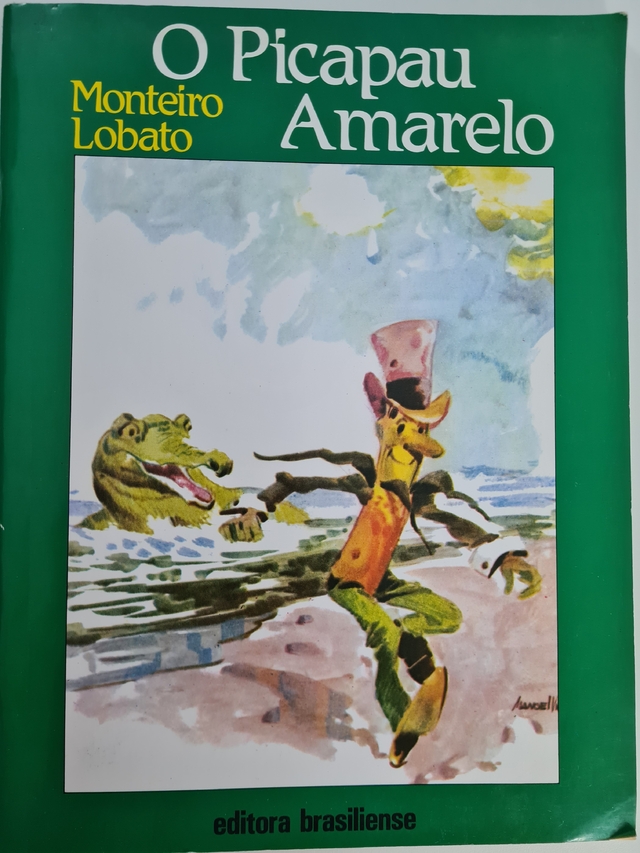 O Picapau
Amarelo
Monteiro
Lobato
editora brasiliense